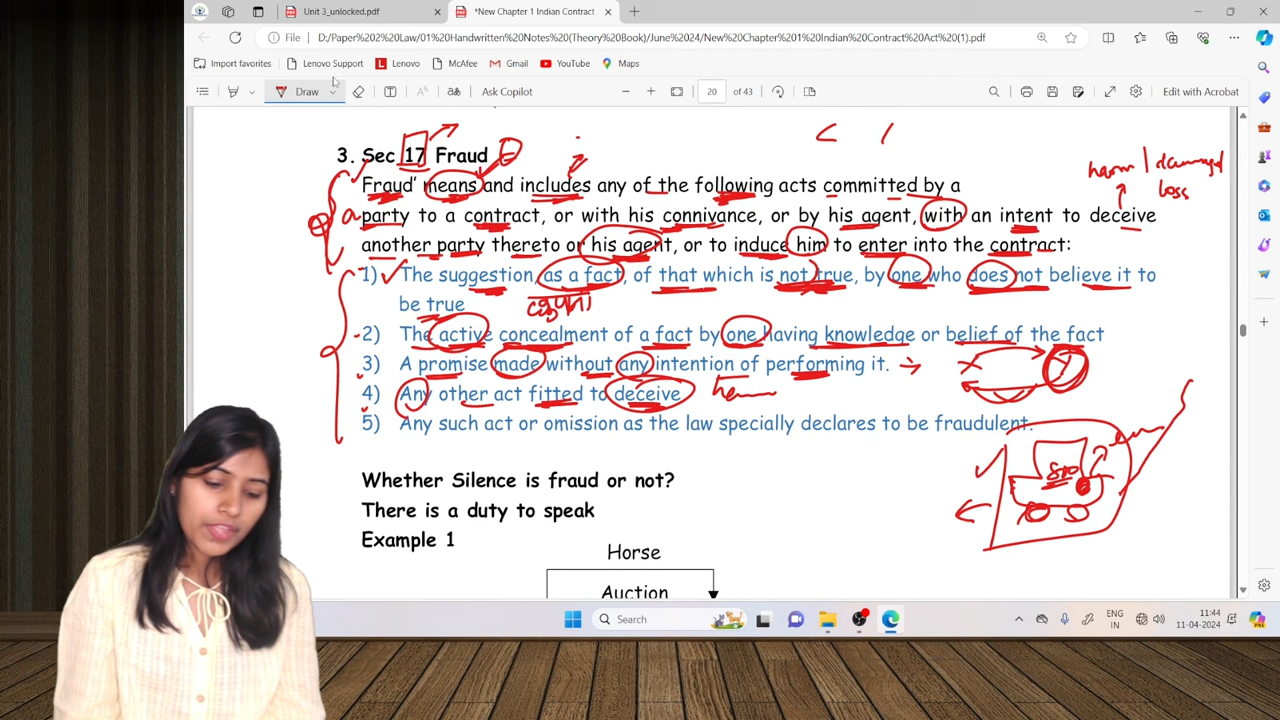 Unit 3_unlocked.pdf
*New Chapter 1 Indian Contract
File
D:/Paper%202%20Law/01%20Handwritten%20Notes%20(Theory%20Book)/June%2024/New%20Chapter%201%20Indian%20Contract%20Act%20(1).pdf
Import favorites Lenovo Support Lenovo McAfee Gmail YouTube Maps
Draw Ask Copilot 20 of 43 Edit with Acrobat
3. Sec 17 Fraud
harm / damages
loss
Fraud' means and includes any of the following acts committed by a
party to a contract, or with his connivance, or by his agent, with an intent to deceive
another party thereto or his agent, or to induce him to enter into the contract:
1) The suggestion, as a fact, of that which is not true, by one who does not believe it to
be true
2) The active concealment of a fact by one having knowledge or belief of the fact
3) A promise made without any intention of performing it.
4) Any other act fitted to deceive
5) Any such act or omission as the law specially declares to be fraudulent.
Whether Silence is fraud or not?
There is a duty to speak
Example 1
Horse
Auction
Search
ENG
IN
11:44
11-04-2024